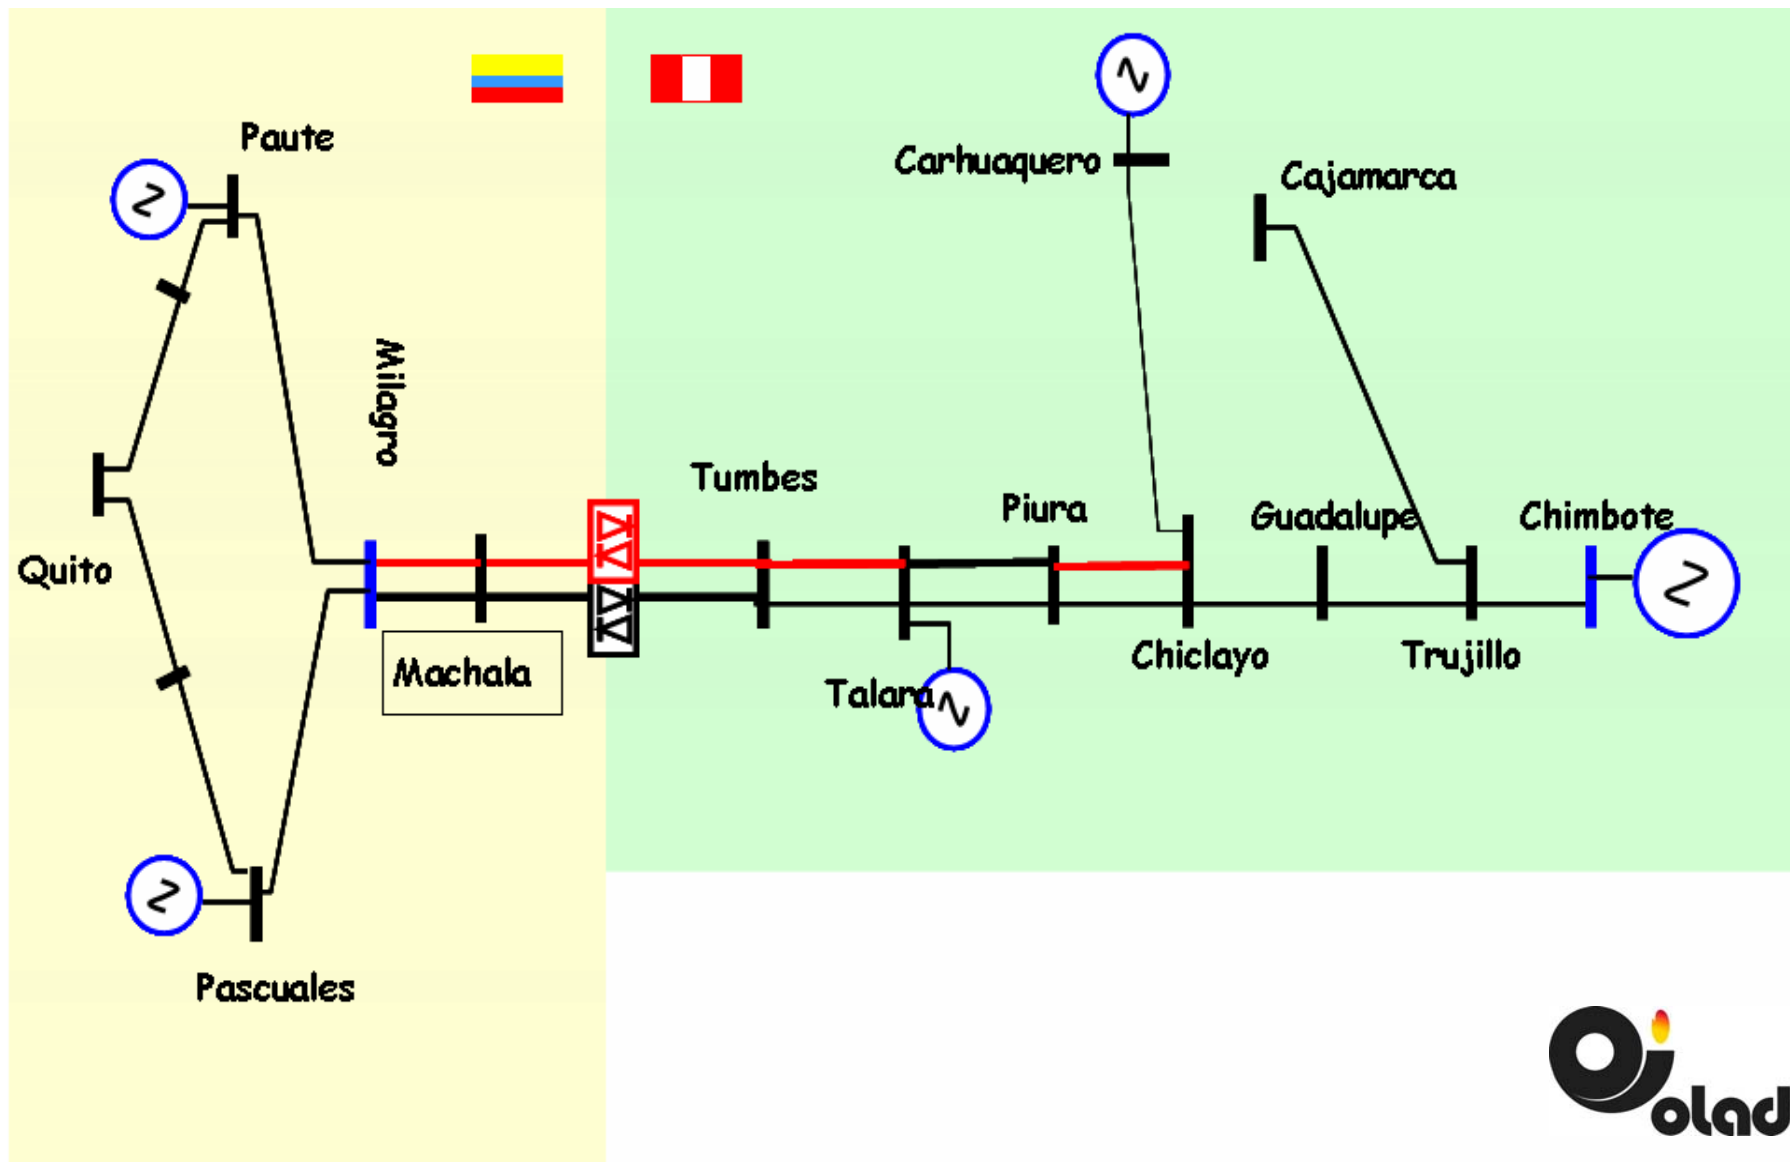 Paute
Carhuaquero
Cajamarca
Milagro
Tumbes
Piura
Guadalupe
Chimbote
Quito
Machala
Talara
Chiclayo
Trujillo
Pascuales
olad